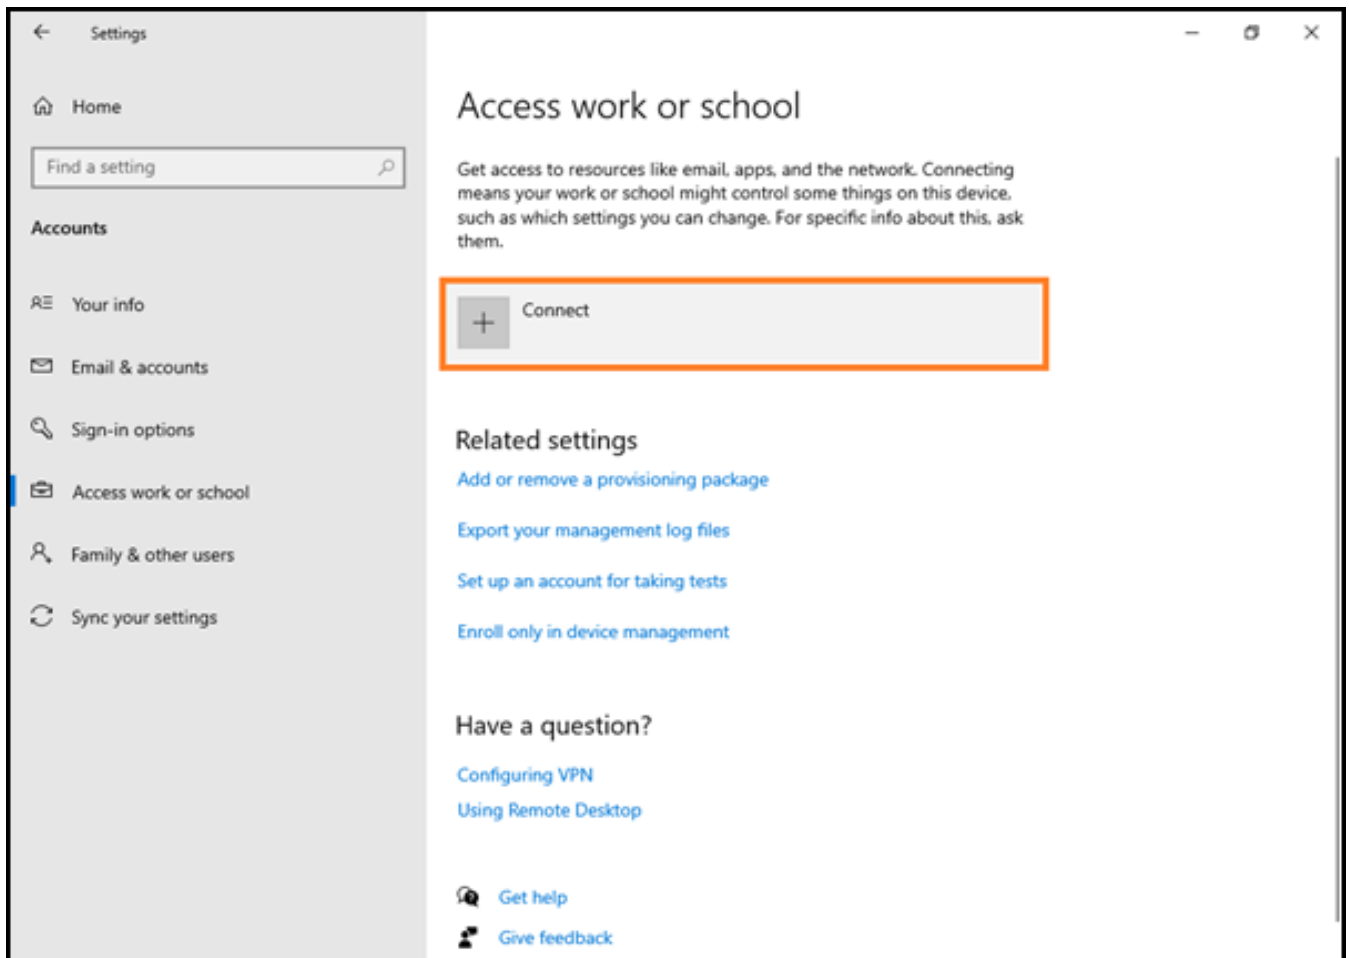 Settings
Home
Find a setting
Accounts
Your info
Email & accounts
Sign-in options
Access work or school
Family & other users
Sync your settings
Access work or school
Get access to resources like email, apps, and the network. Connecting
means your work or school might control some things on this device,
such as which settings you can change. For specific info about this, ask
them.
Connect
Related settings
Add or remove a provisioning package
Export your management log files
Set up an account for taking tests
Enroll only in device management
Have a question?
Configuring VPN
Using Remote Desktop
Get help
Give feedback